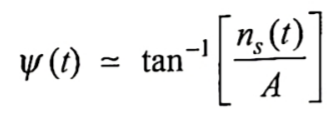 ψ(t) ≃ tan⁻¹[n_s(t)/A]